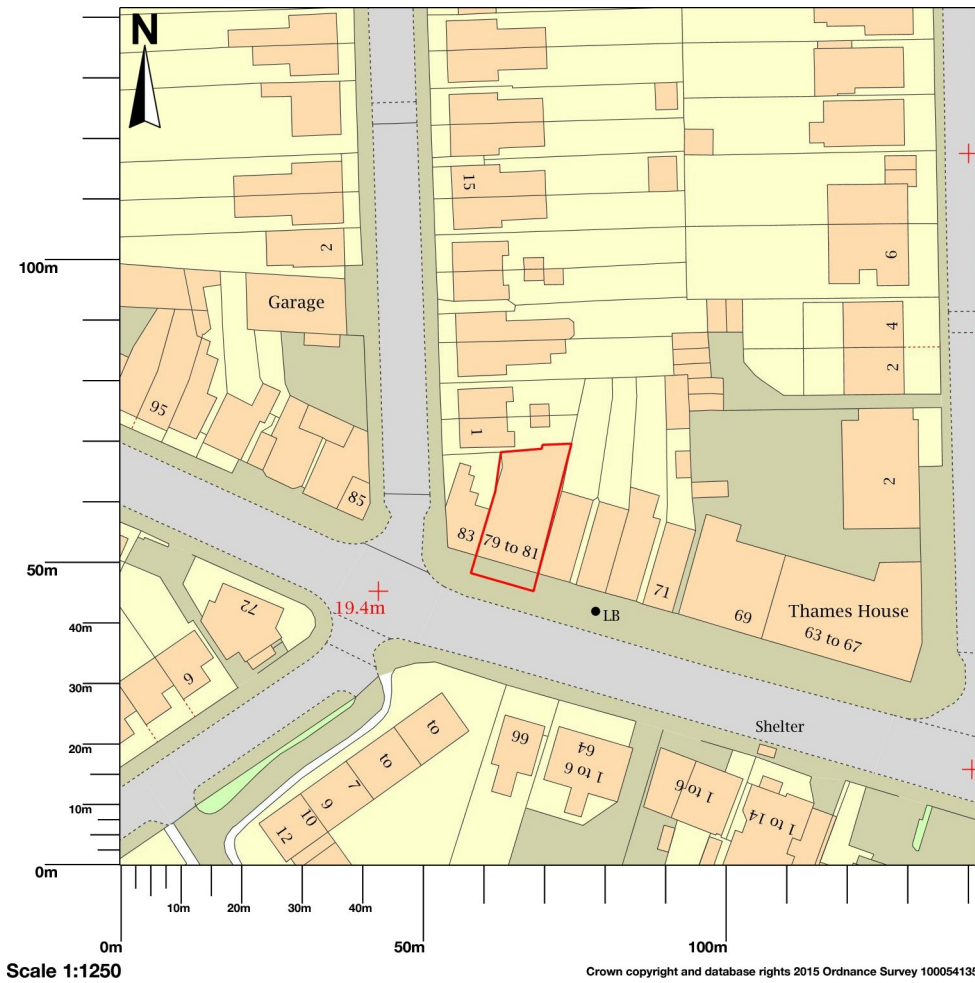 N
15
2
6
100m
Garage
4
2
95
1
2
85
83
79 to 81
50m
19.4m
LB
71
69
Thames House
63 to 67
72
40m
9
30m
Shelter
66
64
1 to 6
to
20m
to
7
1 to 6
9
10
1 to 14
10m
12
0m
10m
20m
30m
40m
0m
50m
100m
Scale 1:1250
Crown copyright and database rights 2015 Ordnance Survey 100054135